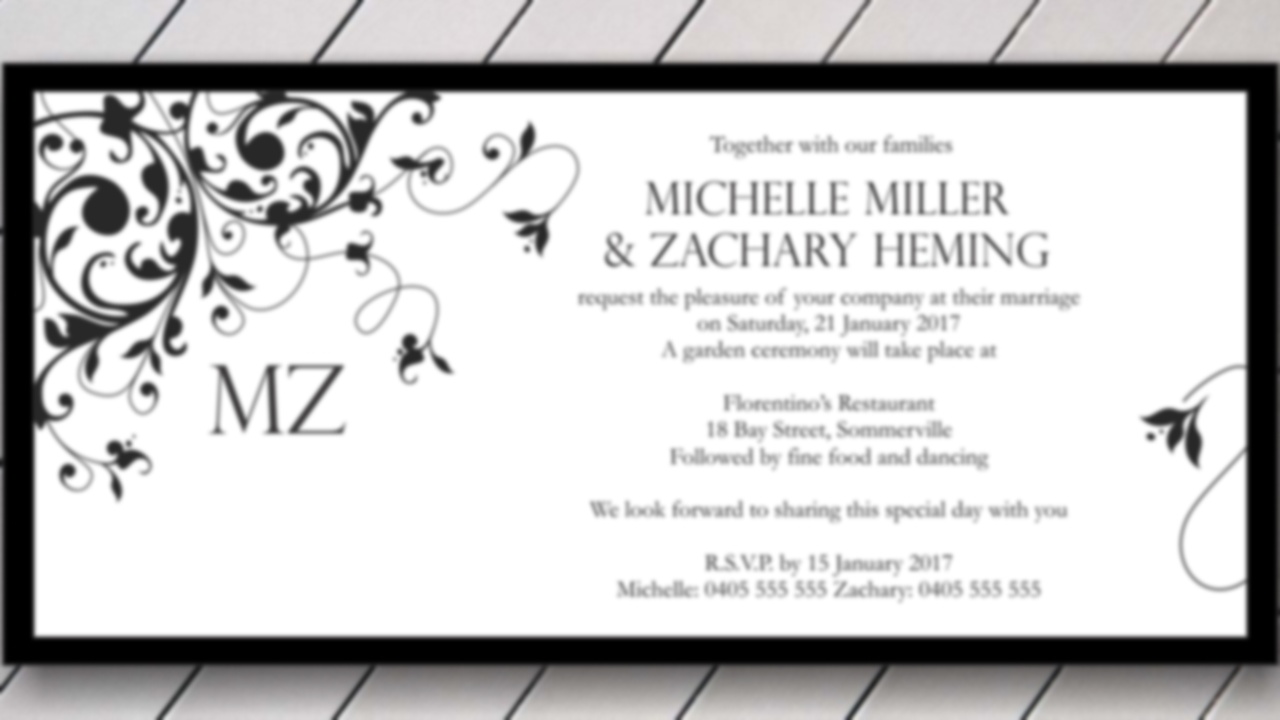 MZ
Together with our families
MICHELLE MILLER
& ZACHARY HEMING
request the pleasure of your company at their marriage
on Saturday, 21 January 2017
A garden ceremony will take place at
Florentino's Restaurant
18 Bay Street, Sommerville
Followed by fine food and dancing
We look forward to sharing this special day with you
R.S.V.P. by 15 January 2017
Michelle: 0405 555 555 Zachary: 0405 555 555